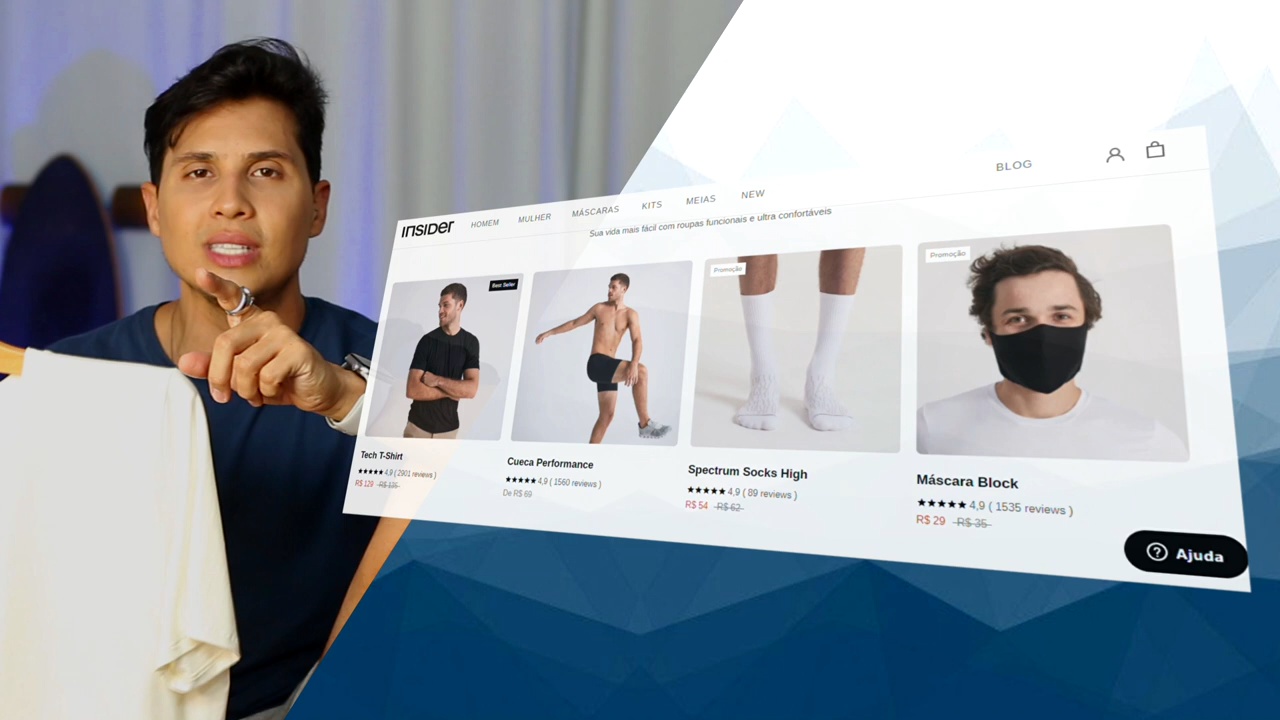 BLOG
INSIDER HOMEM MULHER MÁSCARAS KITS MEIAS NEW
Sua vida mais fácil com roupas funcionais e ultra confortáveis
Best Seller
Promoção
Promoção
Tech T-Shirt
★★★★★ 4,9 ( 2901 reviews )
R$ 129 R$ 135
Cueca Performance
★★★★★ 4,9 ( 1560 reviews )
De R$ 69
Spectrum Socks High
★★★★★ 4,9 ( 89 reviews )
R$ 54 R$ 62
Máscara Block
★★★★★ 4,9 ( 1535 reviews )
R$ 29 R$ 35
? Ajuda